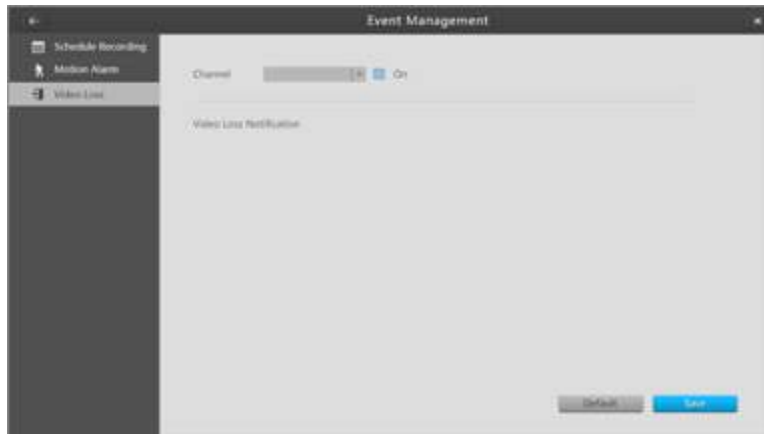 Event Management
Schedule Recording
Motion Alarm
Video Loss
Channel
On
Video Loss Notification
Default
Save